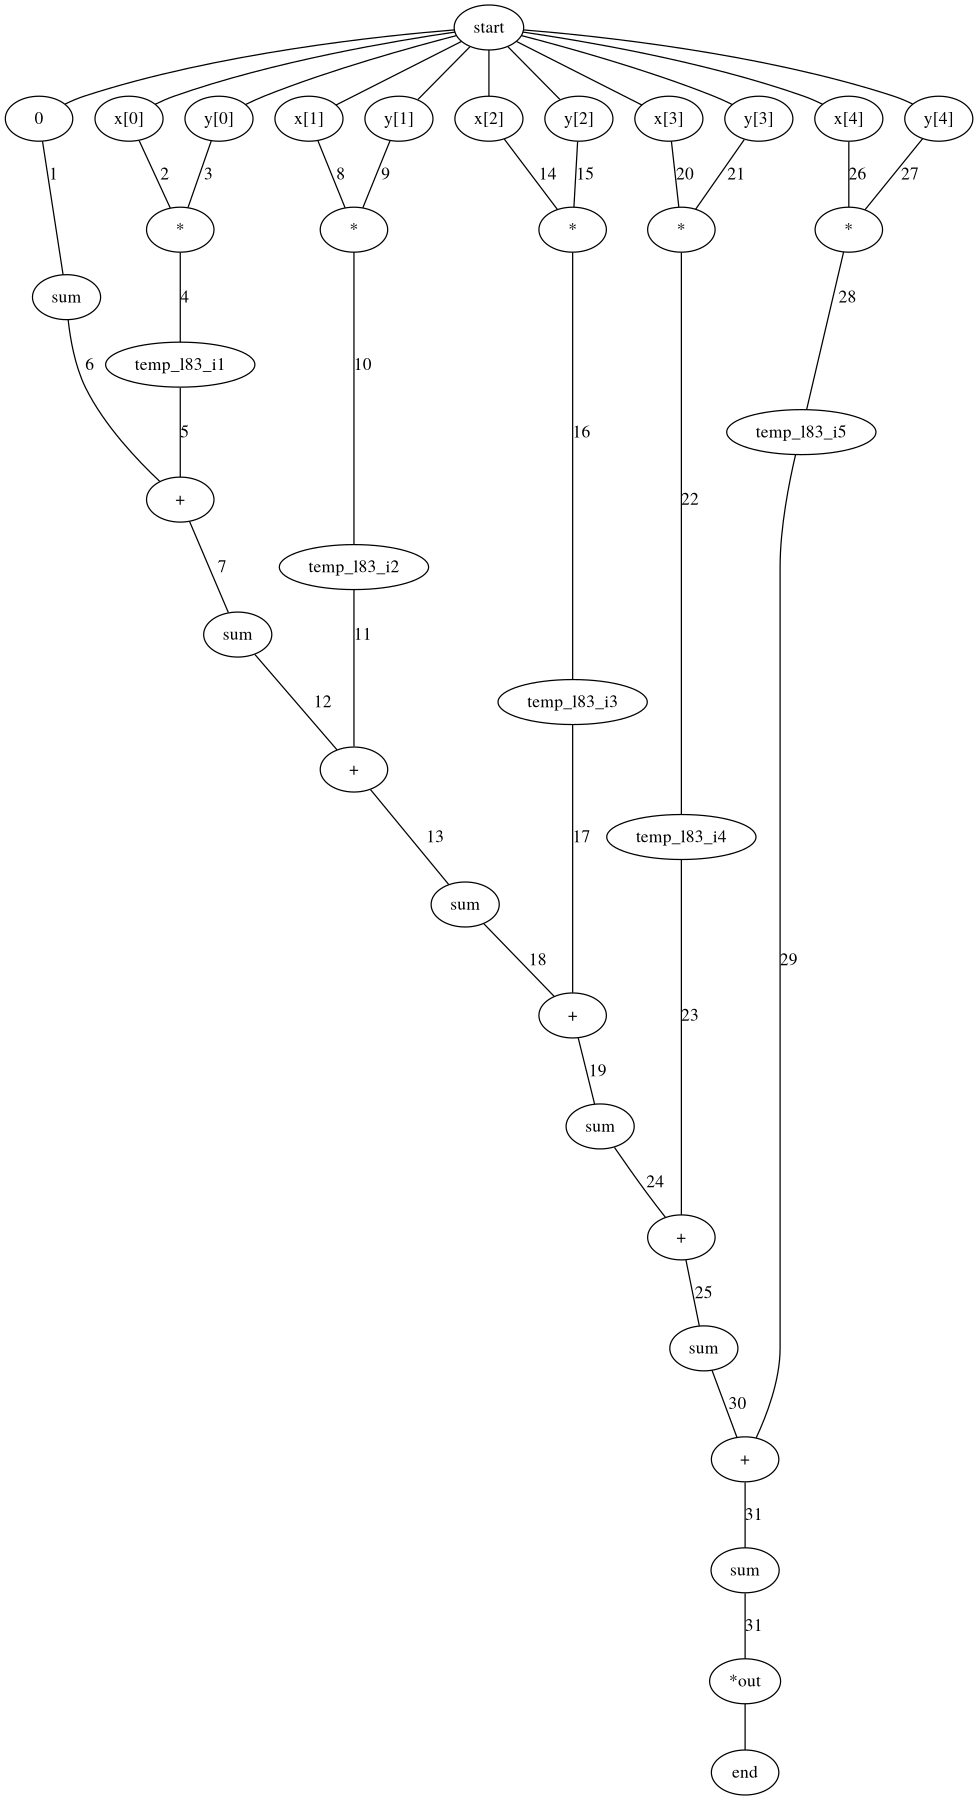 start
0 x[0] y[0] x[1] y[1] x[2] y[2] x[3] y[3] x[4] y[4]
1 2 3 8 9 14 15 20 21 26 27
* * * * *
sum 4 28
6 temp_l83_i1 10
5 16 temp_l83_i5
+ 22
7 temp_l83_i2
sum 11
12 temp_l83_i3
+
13 17 temp_l83_i4
sum
18 29
+ 23
19
sum
24
+
25
sum
30
+
31
sum
31
*out
end